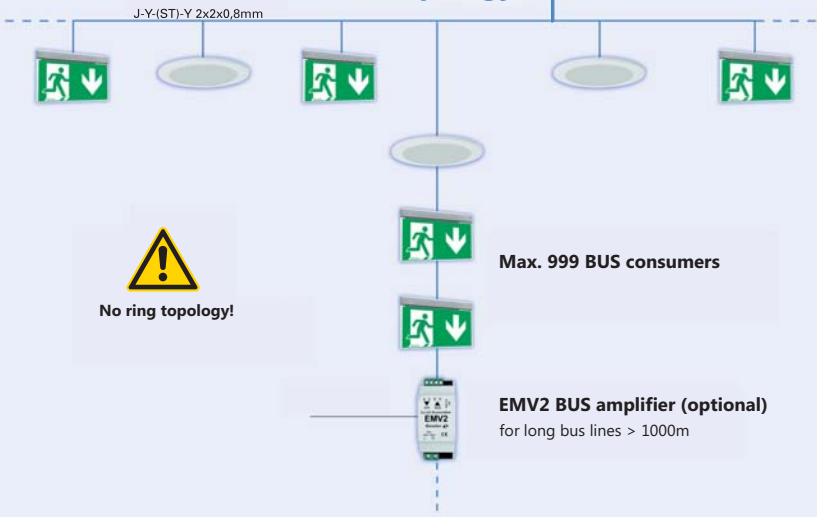 J-Y-(ST)-Y 2x2x0,8mm
Max. 999 BUS consumers
No ring topology!
EMV2 BUS amplifier (optional)
for long bus lines > 1000m
EMV2